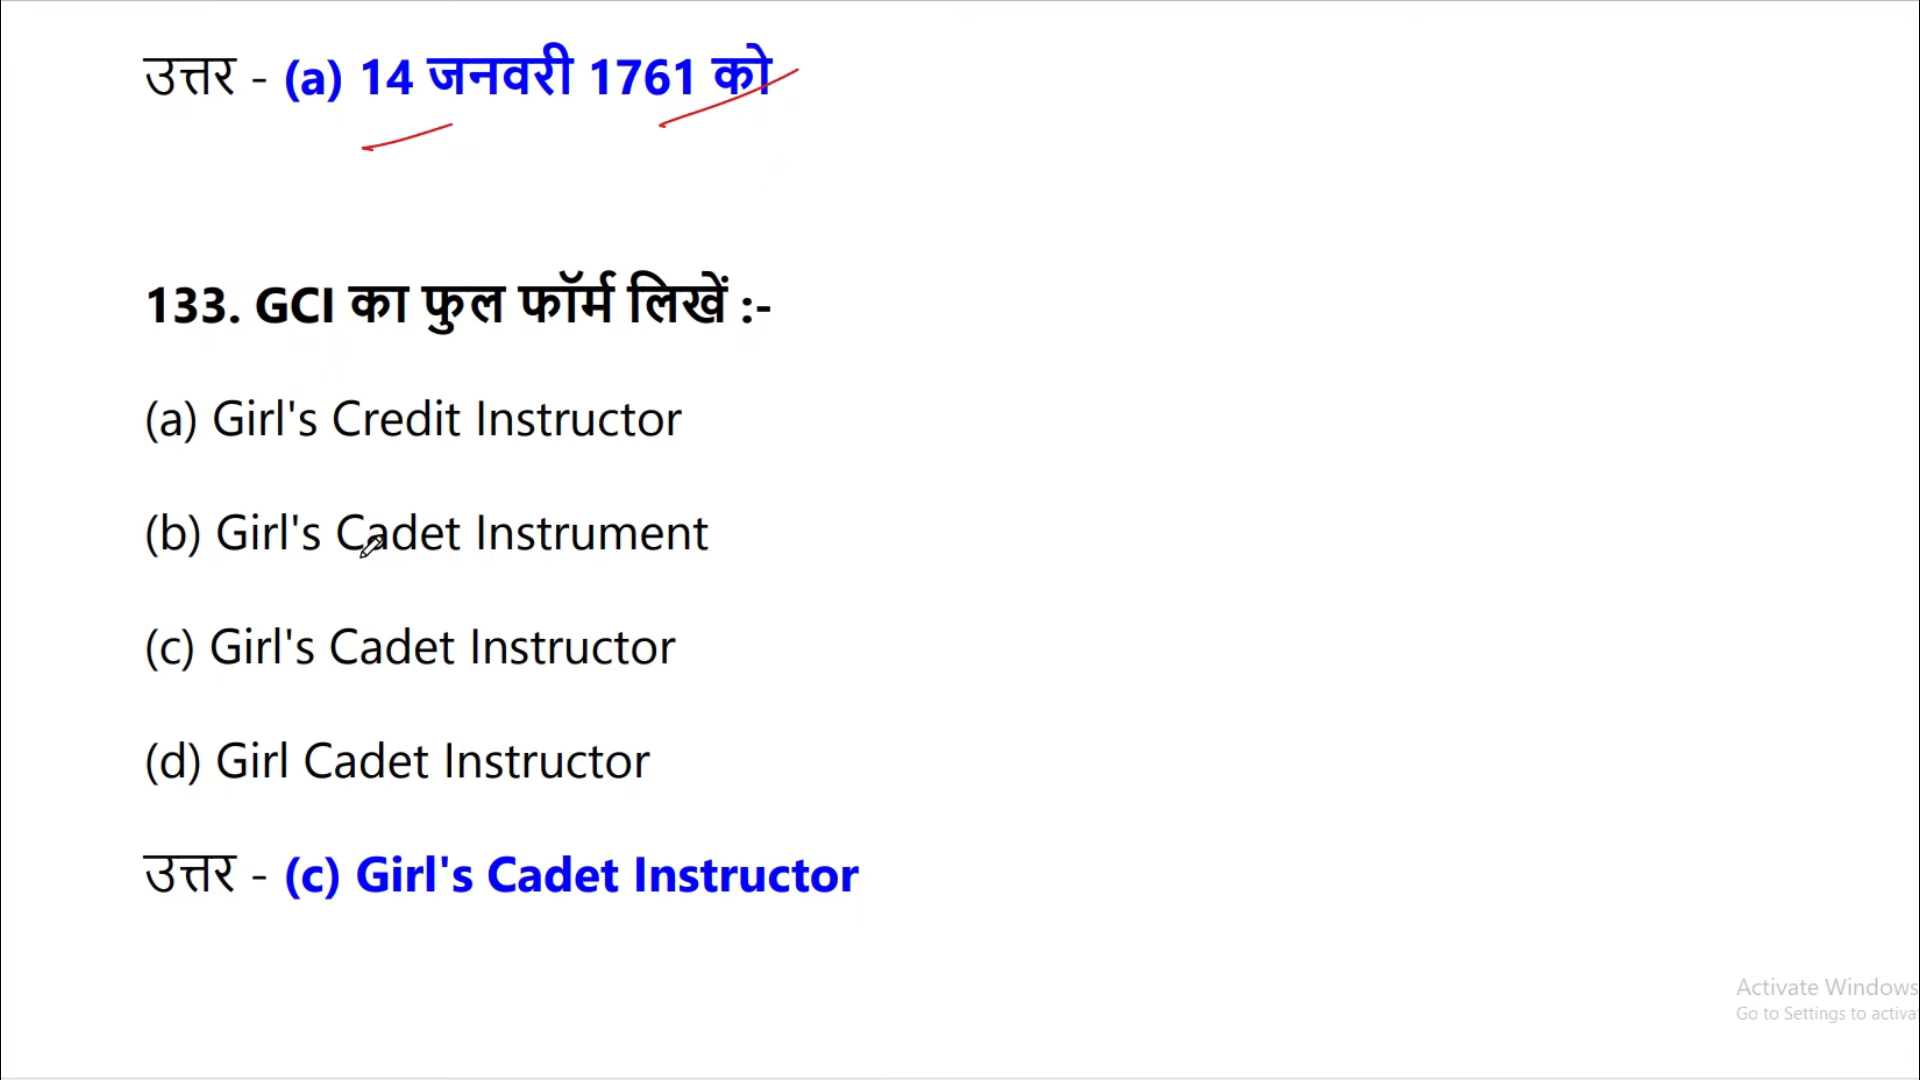 उत्तर - (a) 14 जनवरी 1761 को
133. GCI का फुल फॉर्म लिखें :-
(a) Girl's Credit Instructor
(b) Girl's Cadet Instrument
(c) Girl's Cadet Instructor
(d) Girl Cadet Instructor
उत्तर - (c) Girl's Cadet Instructor
Activate Windows
Go to Settings to activa